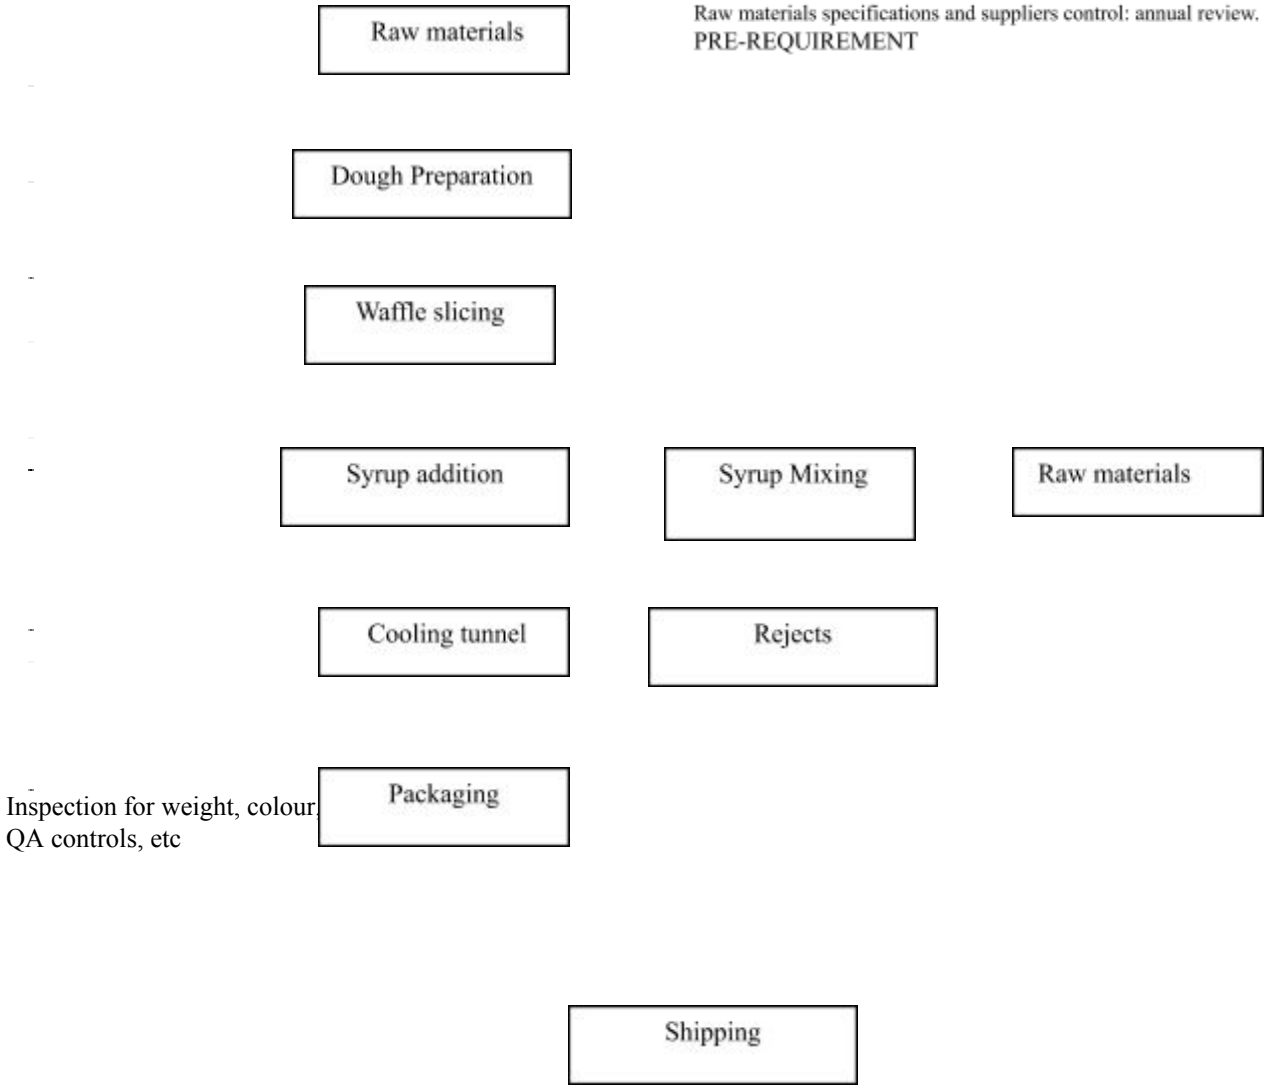 Raw materials
Raw materials specifications and suppliers control: annual review.
PRE-REQUIREMENT
Dough Preparation
Waffle slicing
Syrup addition
Syrup Mixing
Raw materials
Cooling tunnel
Rejects
Packaging
Inspection for weight, colour,
QA controls, etc
Shipping